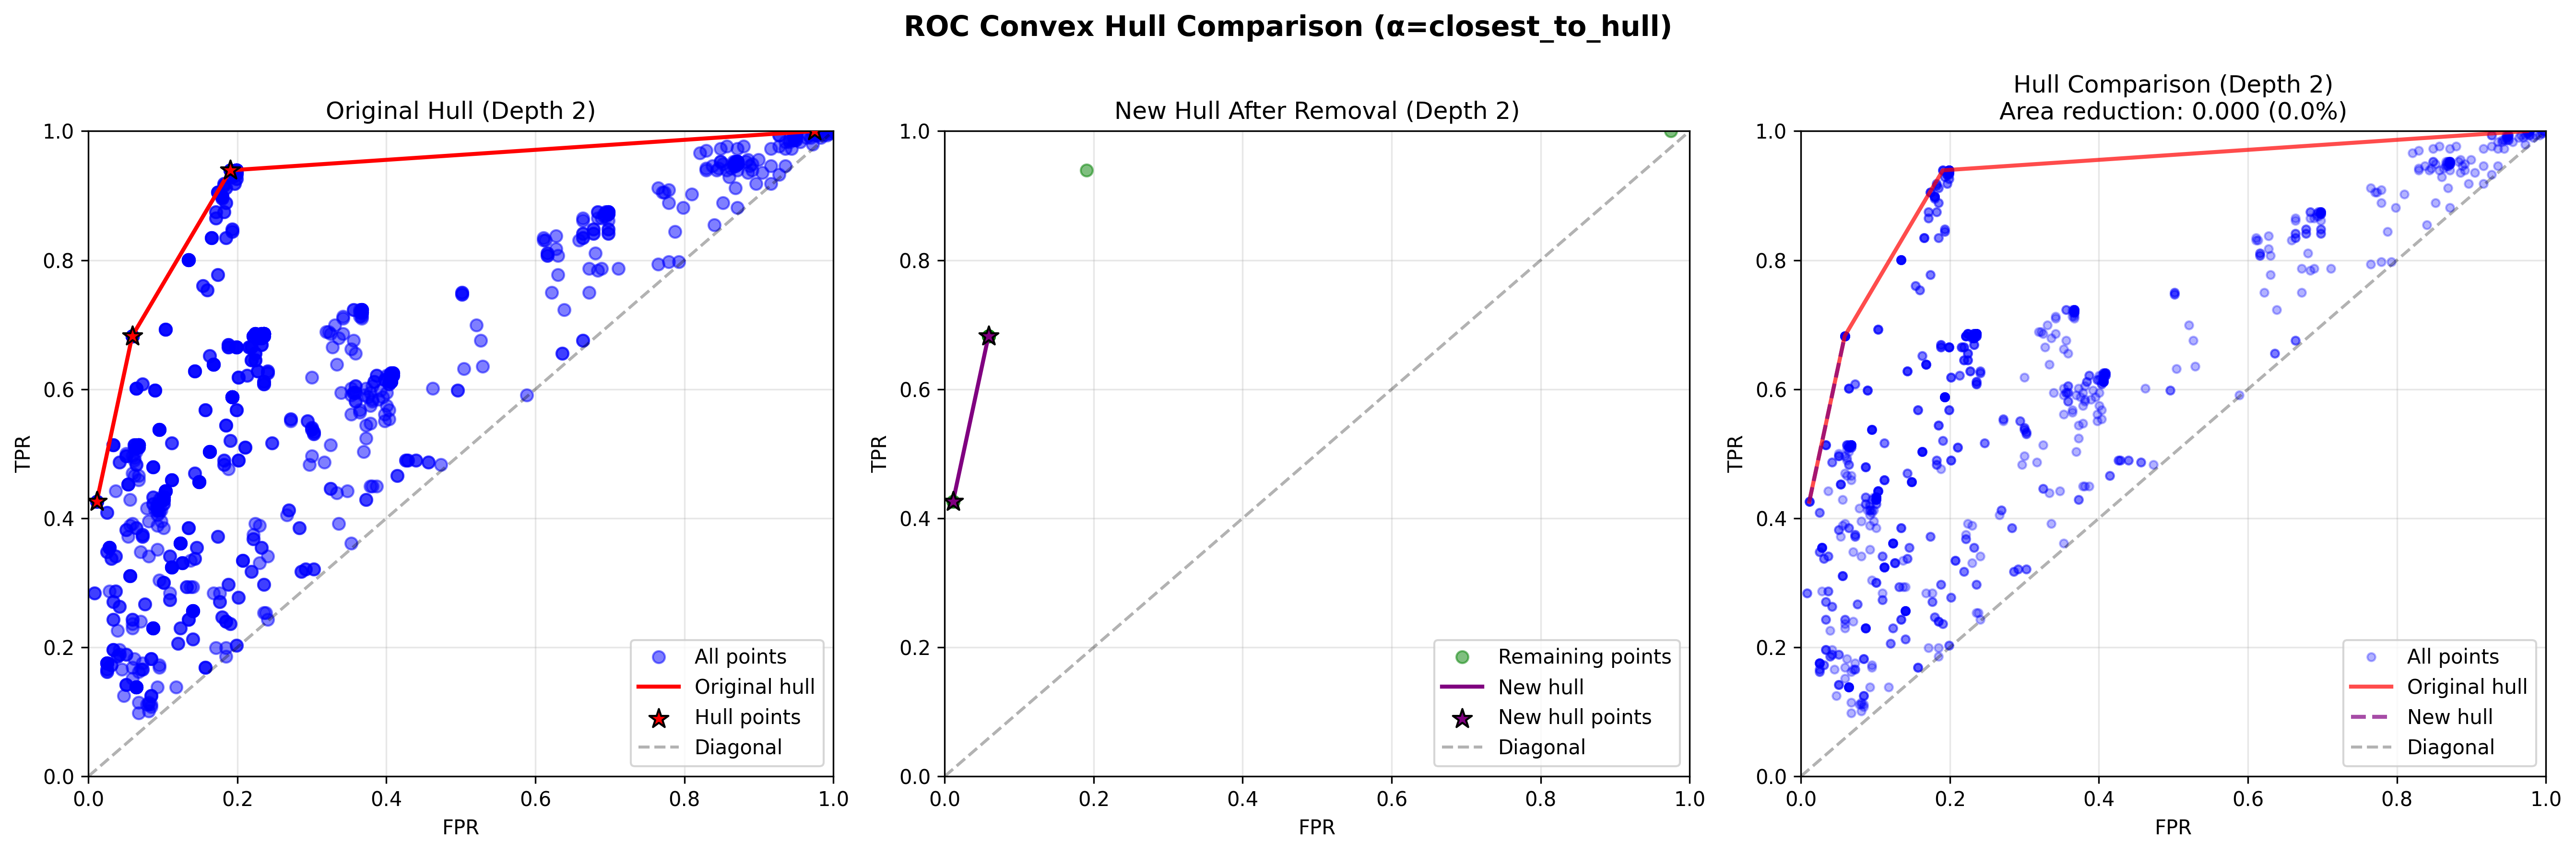 ROC Convex Hull Comparison (α=closest_to_hull)
Original Hull (Depth 2)
1.0
0.8
0.6
0.4
0.2
0.0
TPR
0.0 0.2 0.4 0.6 0.8 1.0
FPR
All points
Original hull
Hull points
Diagonal
New Hull After Removal (Depth 2)
1.0
0.8
0.6
0.4
0.2
0.0
TPR
0.0 0.2 0.4 0.6 0.8 1.0
FPR
Remaining points
New hull
New hull points
Diagonal
Hull Comparison (Depth 2)
Area reduction: 0.000 (0.0%)
1.0
0.8
0.6
0.4
0.2
0.0
TPR
0.0 0.2 0.4 0.6 0.8 1.0
FPR
All points
Original hull
New hull
Diagonal